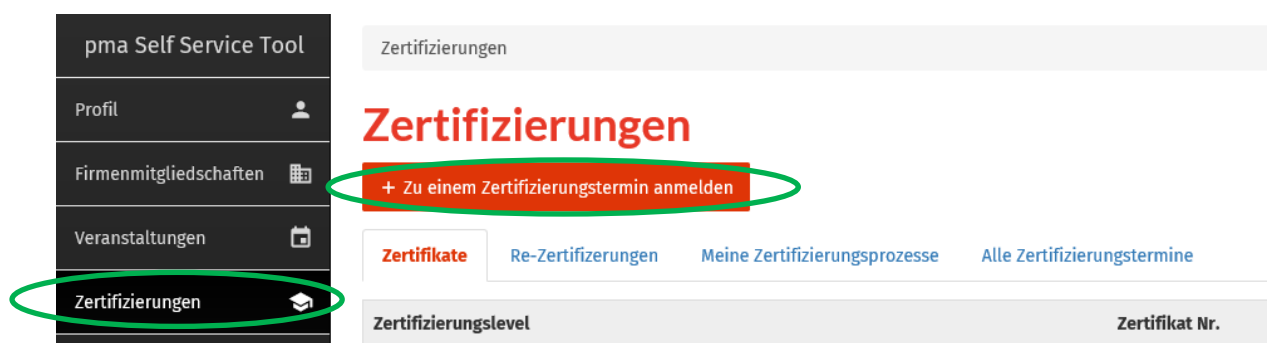 pma Self Service Tool
Profil
Firmenmitgliedschaften
Veranstaltungen
Zertifizierungen
Zertifizierungen
Zertifizierungen
+ Zu einem Zertifizierungstermin anmelden
Zertifikate Re-Zertifzerungen Meine Zertifizierungsprozesse Alle Zertifizierungstermine
Zertifizierungslevel Zertifikat Nr.